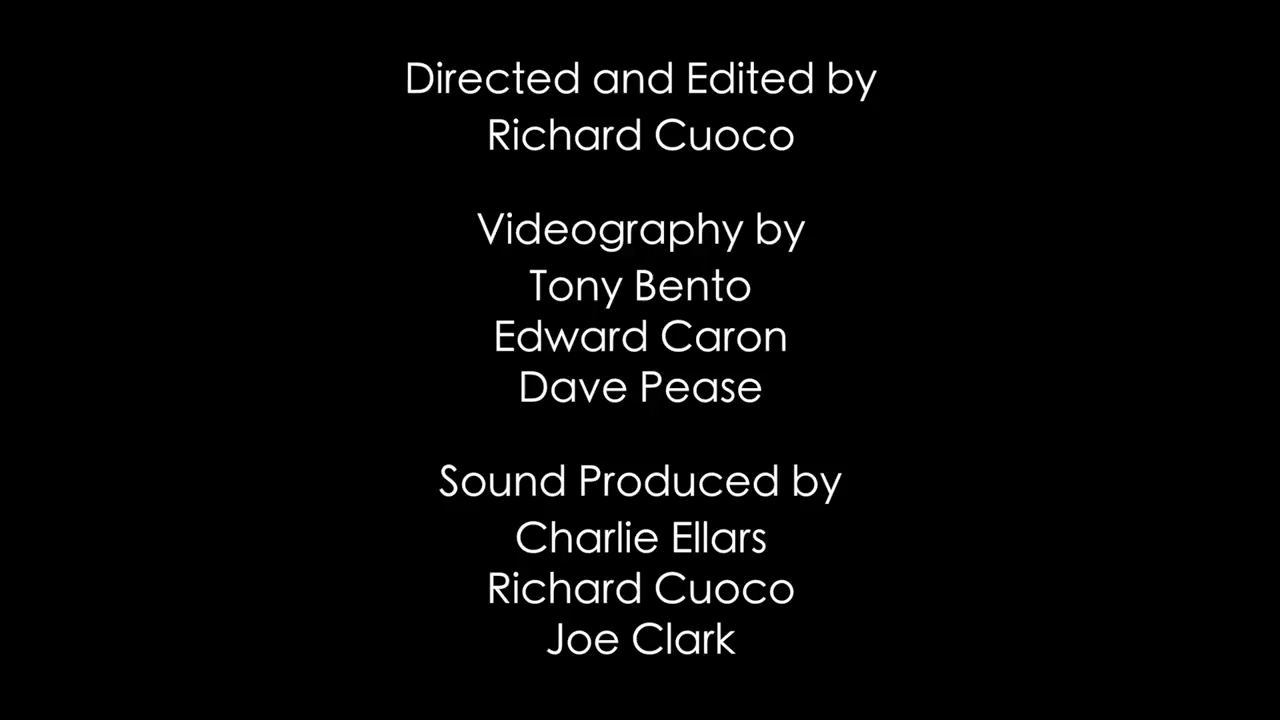 Directed and Edited by
Richard Cuoco
Videography by
Tony Bento
Edward Caron
Dave Pease
Sound Produced by
Charlie Ellars
Richard Cuoco
Joe Clark